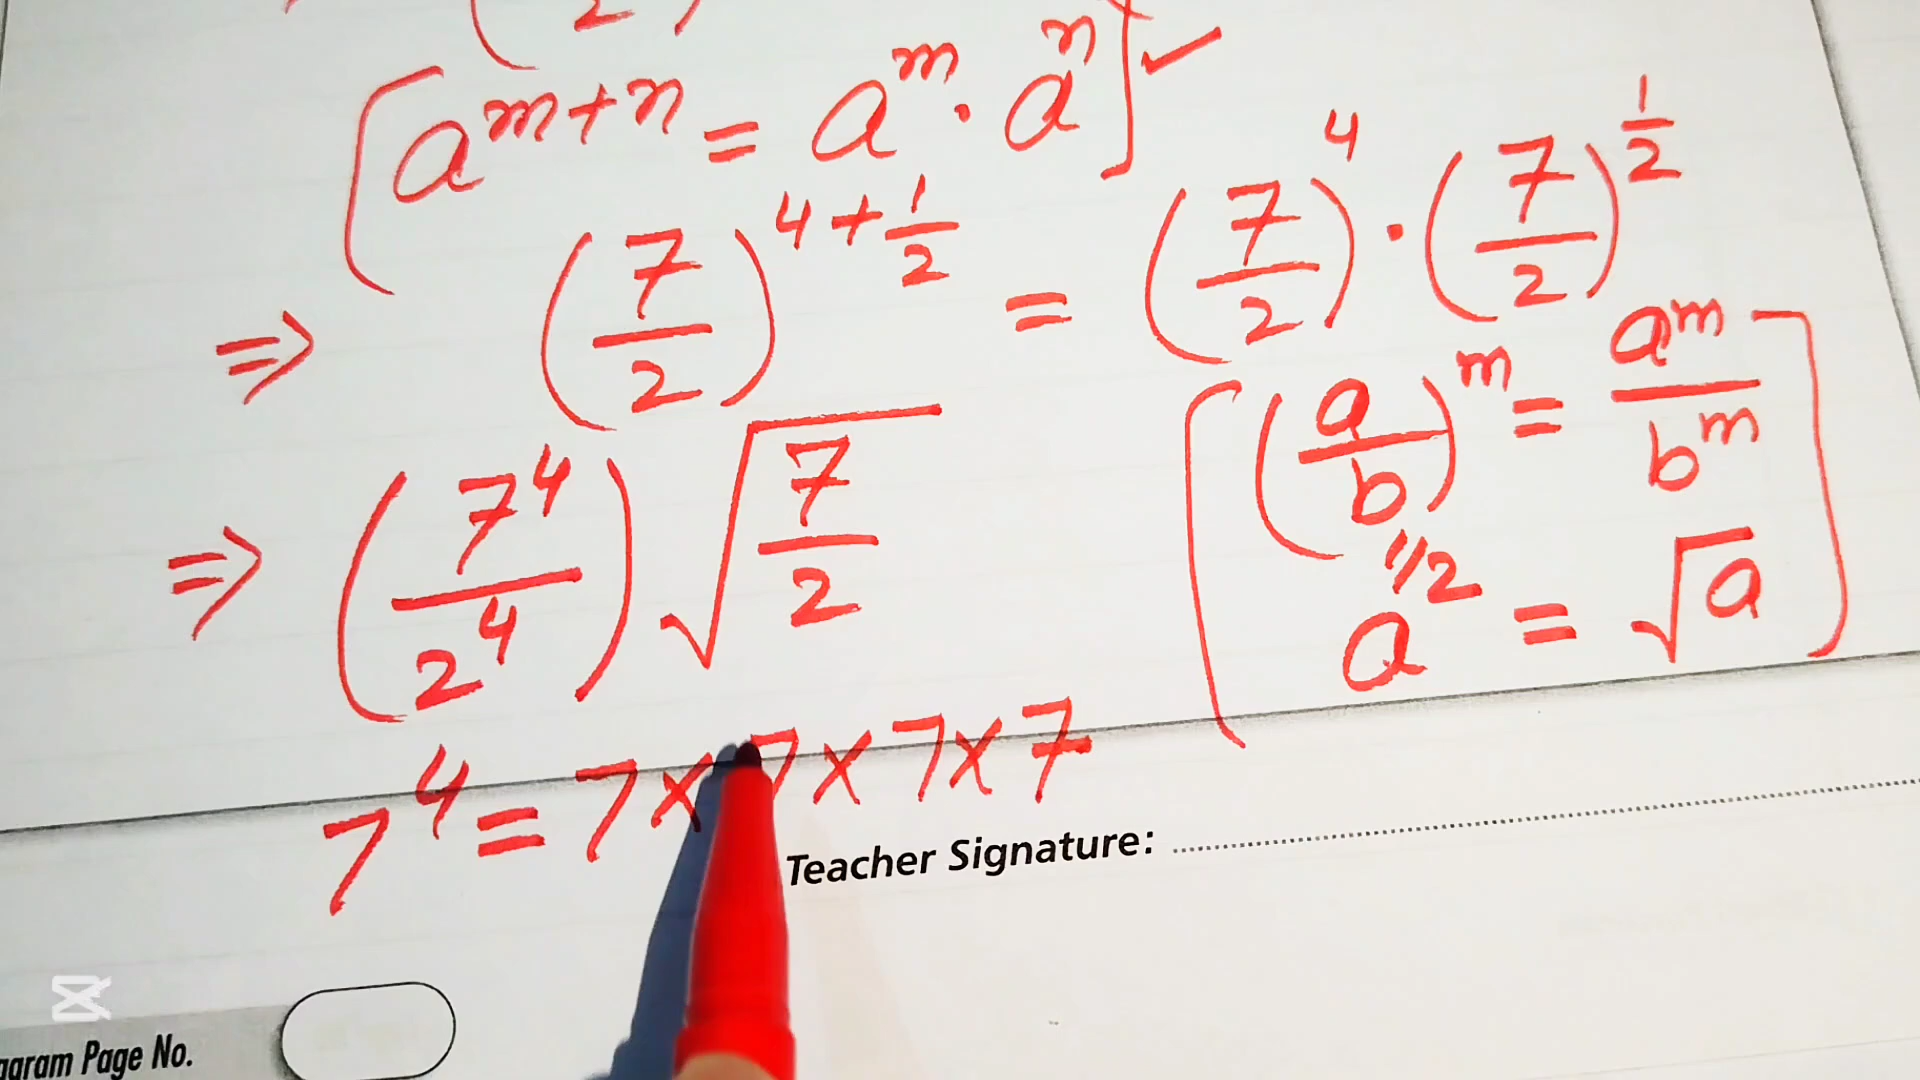 [a^{m+n} = a^m · a^n] ✓
⇒ (7/2)^{4+1/2} = (7/2)^4 · (7/2)^{1/2}
⇒ (7^4/2^4) √(7/2)
[(a/b)^m = a^m/b^m
a^{1/2} = √a]
7^4 = 7×7×7×7
Teacher Signature:
Page No.